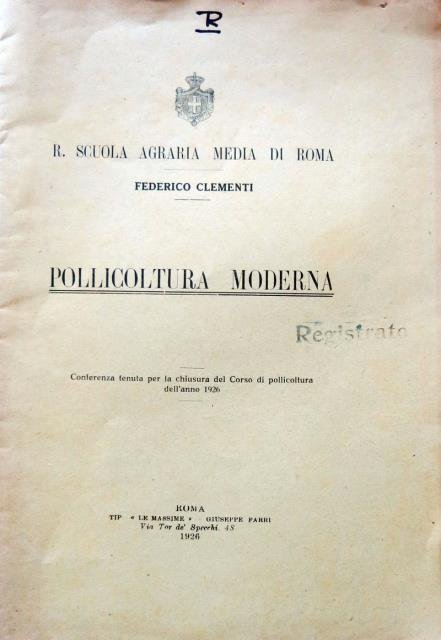 R
R. SCUOLA AGRARIA MEDIA DI ROMA
FEDERICO CLEMENTI
POLLICOLTURA MODERNA
Registrato
Conferenza tenuta per la chiusura del Corso di pollicoltura
dell'anno 1926
ROMA
TIP « LE MASSIME » GIUSEPPE FARRI
Via Tor de' Specchi. 48
1926